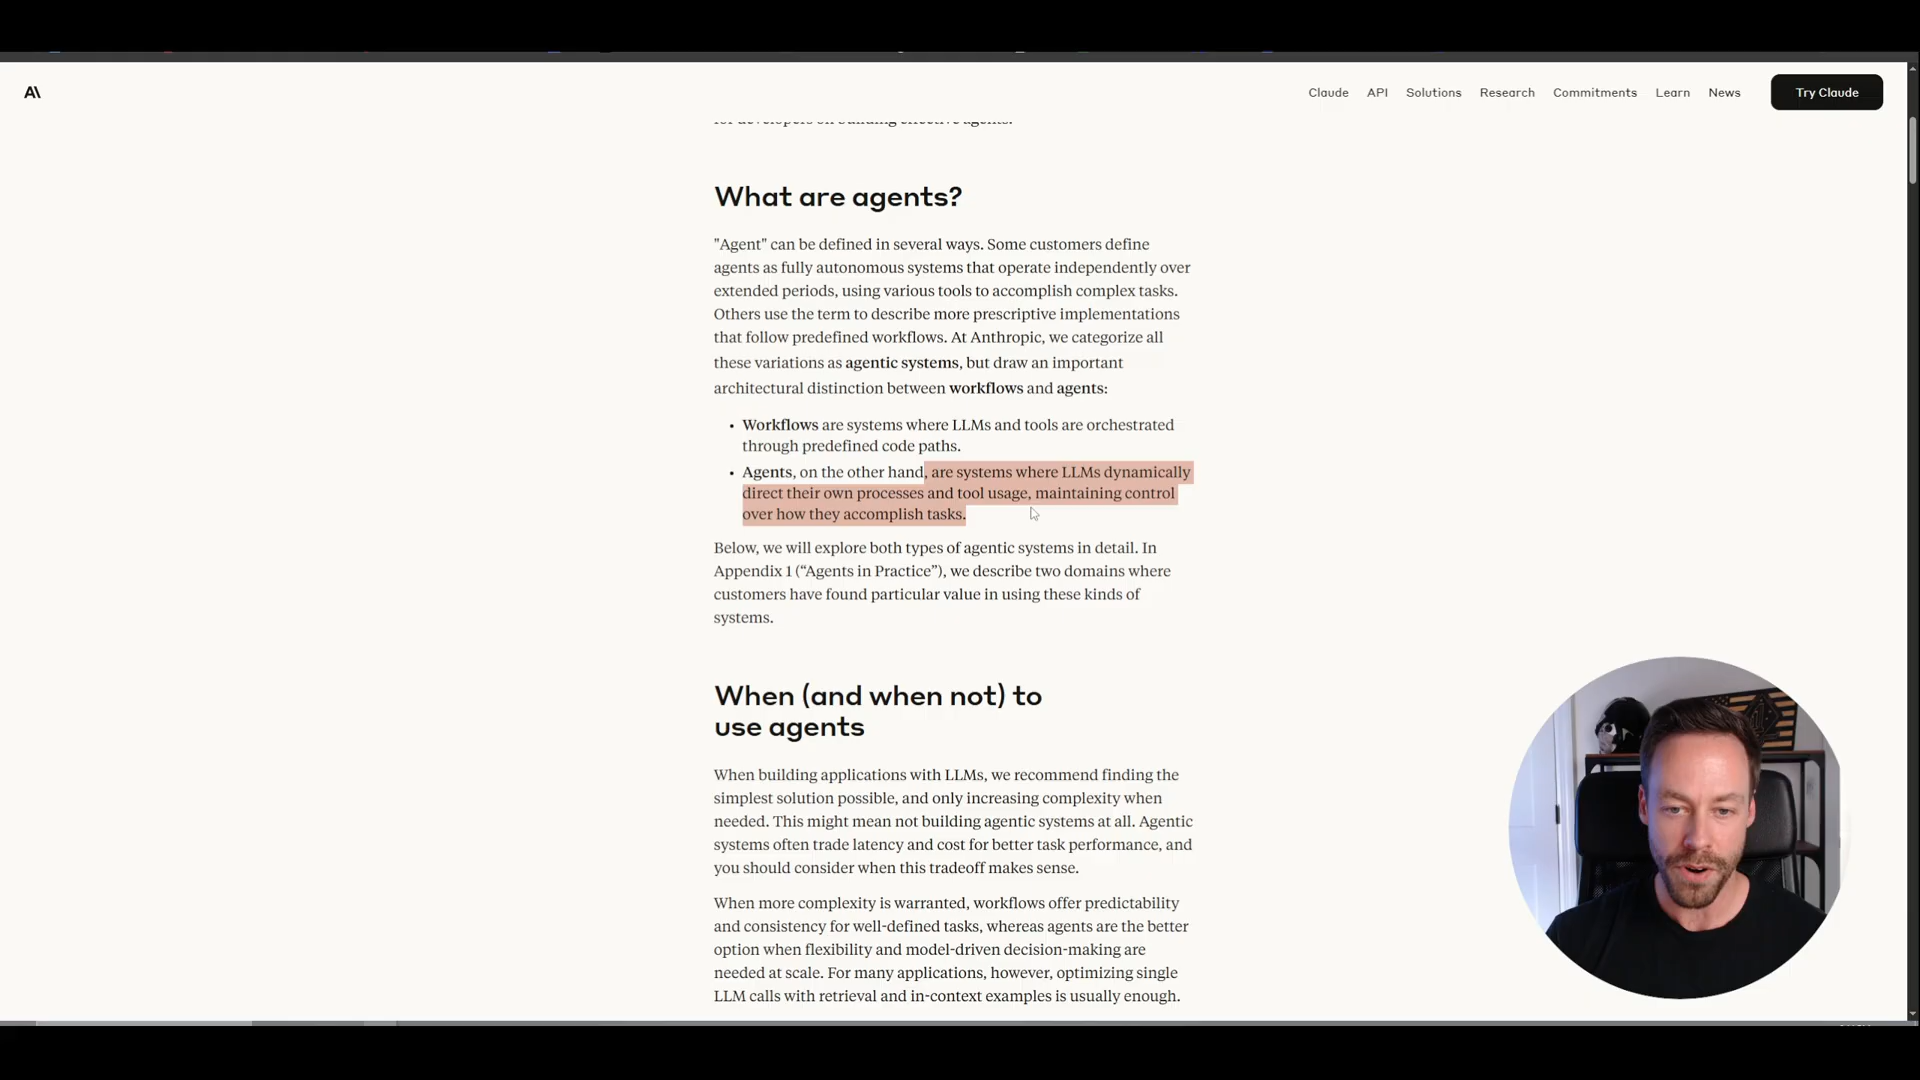 A\
Claude
API
Solutions
Research
Commitments
Learn
News
Try Claude
for developers on building effective agents.
What are agents?
"Agent" can be defined in several ways. Some customers define
agents as fully autonomous systems that operate independently over
extended periods, using various tools to accomplish complex tasks.
Others use the term to describe more prescriptive implementations
that follow predefined workflows. At Anthropic, we categorize all
these variations as agentic systems, but draw an important
architectural distinction between workflows and agents:
• Workflows are systems where LLMs and tools are orchestrated
through predefined code paths.
• Agents, on the other hand, are systems where LLMs dynamically
direct their own processes and tool usage, maintaining control
over how they accomplish tasks.
Below, we will explore both types of agentic systems in detail. In
Appendix 1 (“Agents in Practice”), we describe two domains where
customers have found particular value in using these kinds of
systems.
When (and when not) to
use agents
When building applications with LLMs, we recommend finding the
simplest solution possible, and only increasing complexity when
needed. This might mean not building agentic systems at all. Agentic
systems often trade latency and cost for better task performance, and
you should consider when this tradeoff makes sense.
When more complexity is warranted, workflows offer predictability
and consistency for well-defined tasks, whereas agents are the better
option when flexibility and model-driven decision-making are
needed at scale. For many applications, however, optimizing single
LLM calls with retrieval and in-context examples is usually enough.